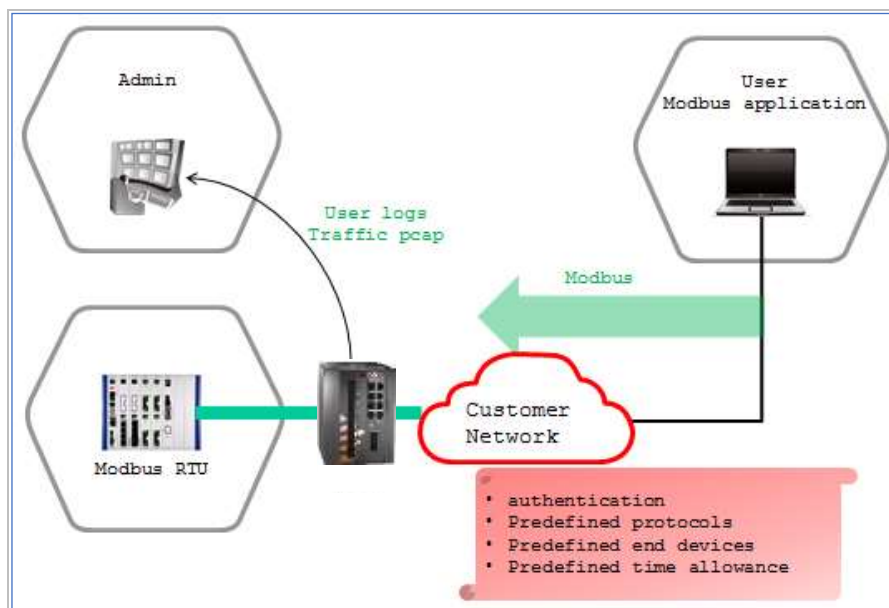 Admin
User
Modbus application
User logs
Traffic pcap
Modbus
Customer
Network
Modbus RTU
• authentication
• Predefined protocols
• Predefined end devices
• Predefined time allowance